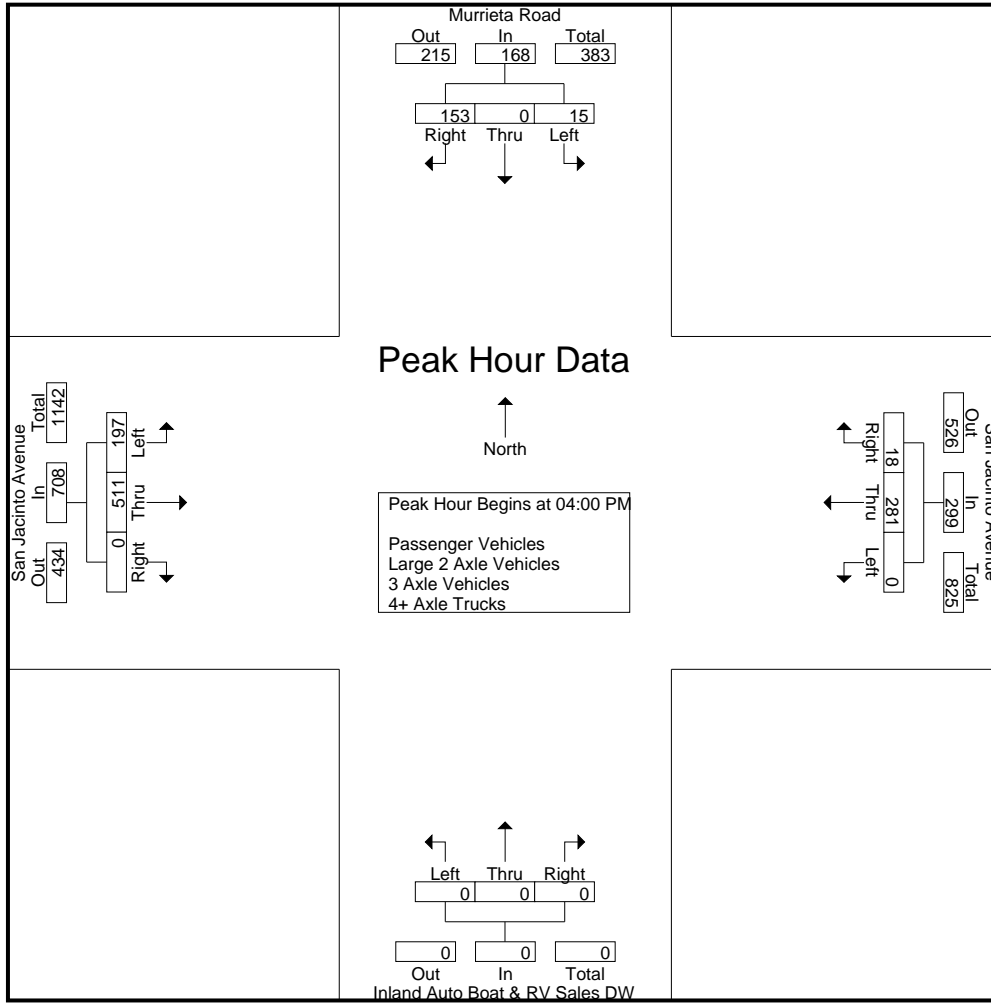 Murrieta Road
Out In Total
215 168 383
153 0 15
Right Thru Left
Peak Hour Data
North
Peak Hour Begins at 04:00 PM
Passenger Vehicles
Large 2 Axle Vehicles
3 Axle Vehicles
4+ Axle Trucks
San Jacinto Avenue
Out In Total
434 708 1142
Right Thru Left
0 511 197
San Jacinto Avenue
Out In Total
526 299 825
18 281 0
Right Thru Left
Left Thru Right
0 0 0
0 0 0
Out In Total
Inland Auto Boat & RV Sales DW